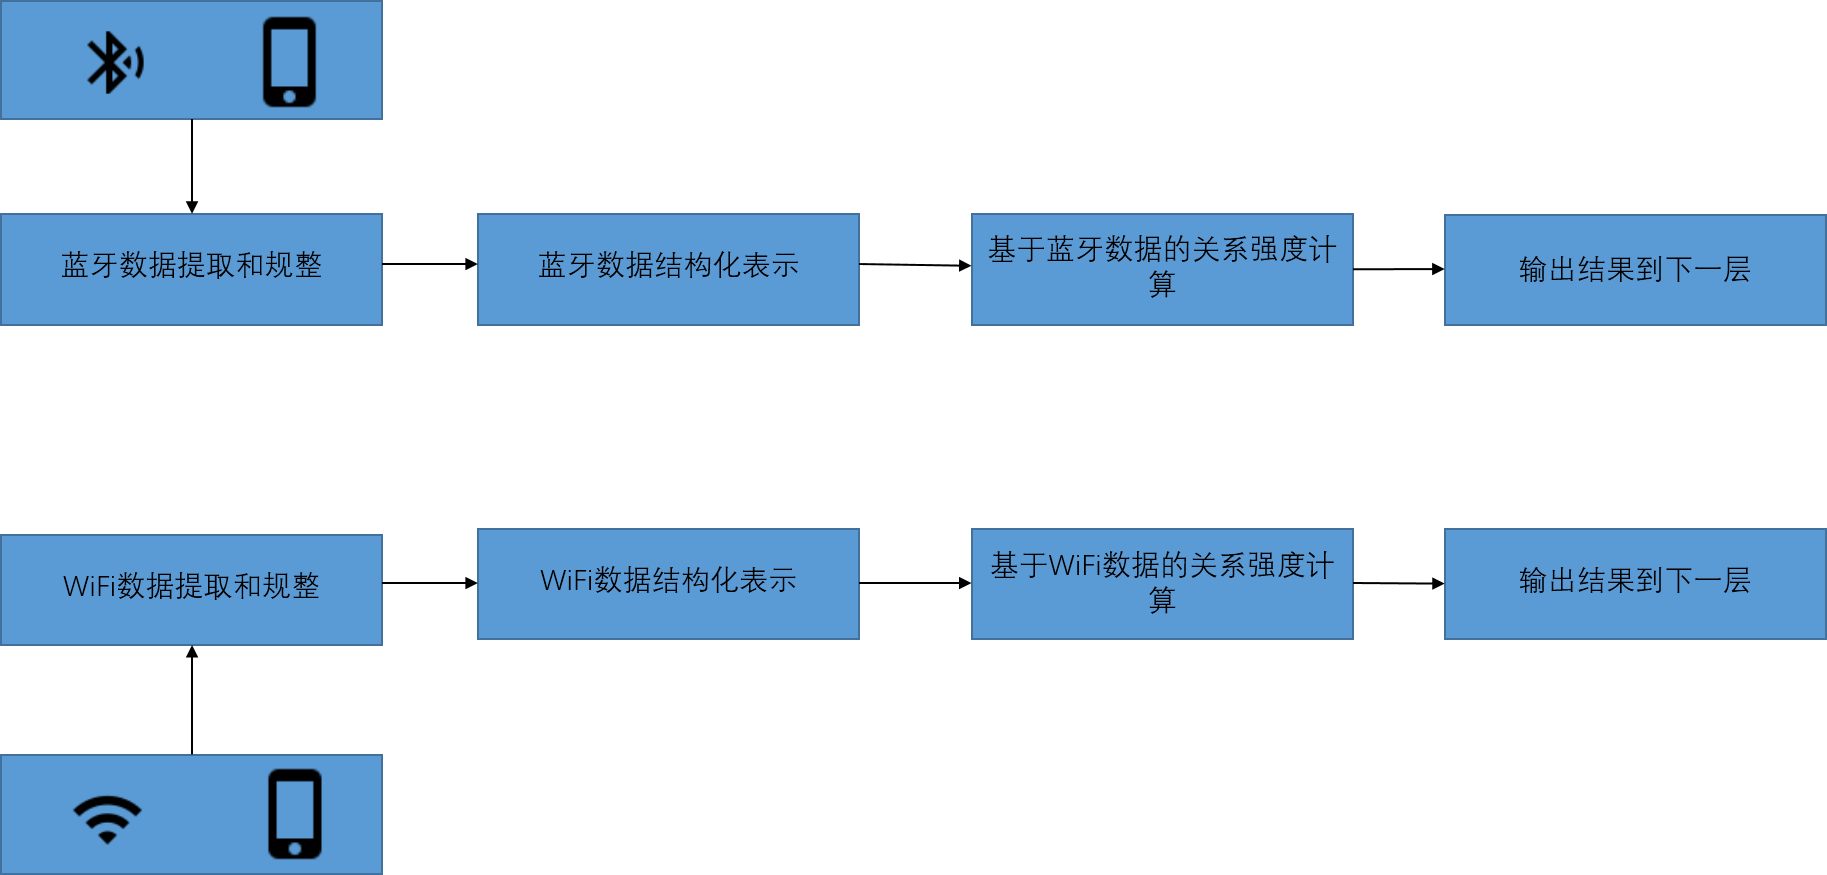 蓝牙数据提取和规整
蓝牙数据结构化表示
基于蓝牙数据的关系强度计
算
输出结果到下一层
WiFi数据提取和规整
WiFi数据结构化表示
基于WiFi数据的关系强度计
算
输出结果到下一层